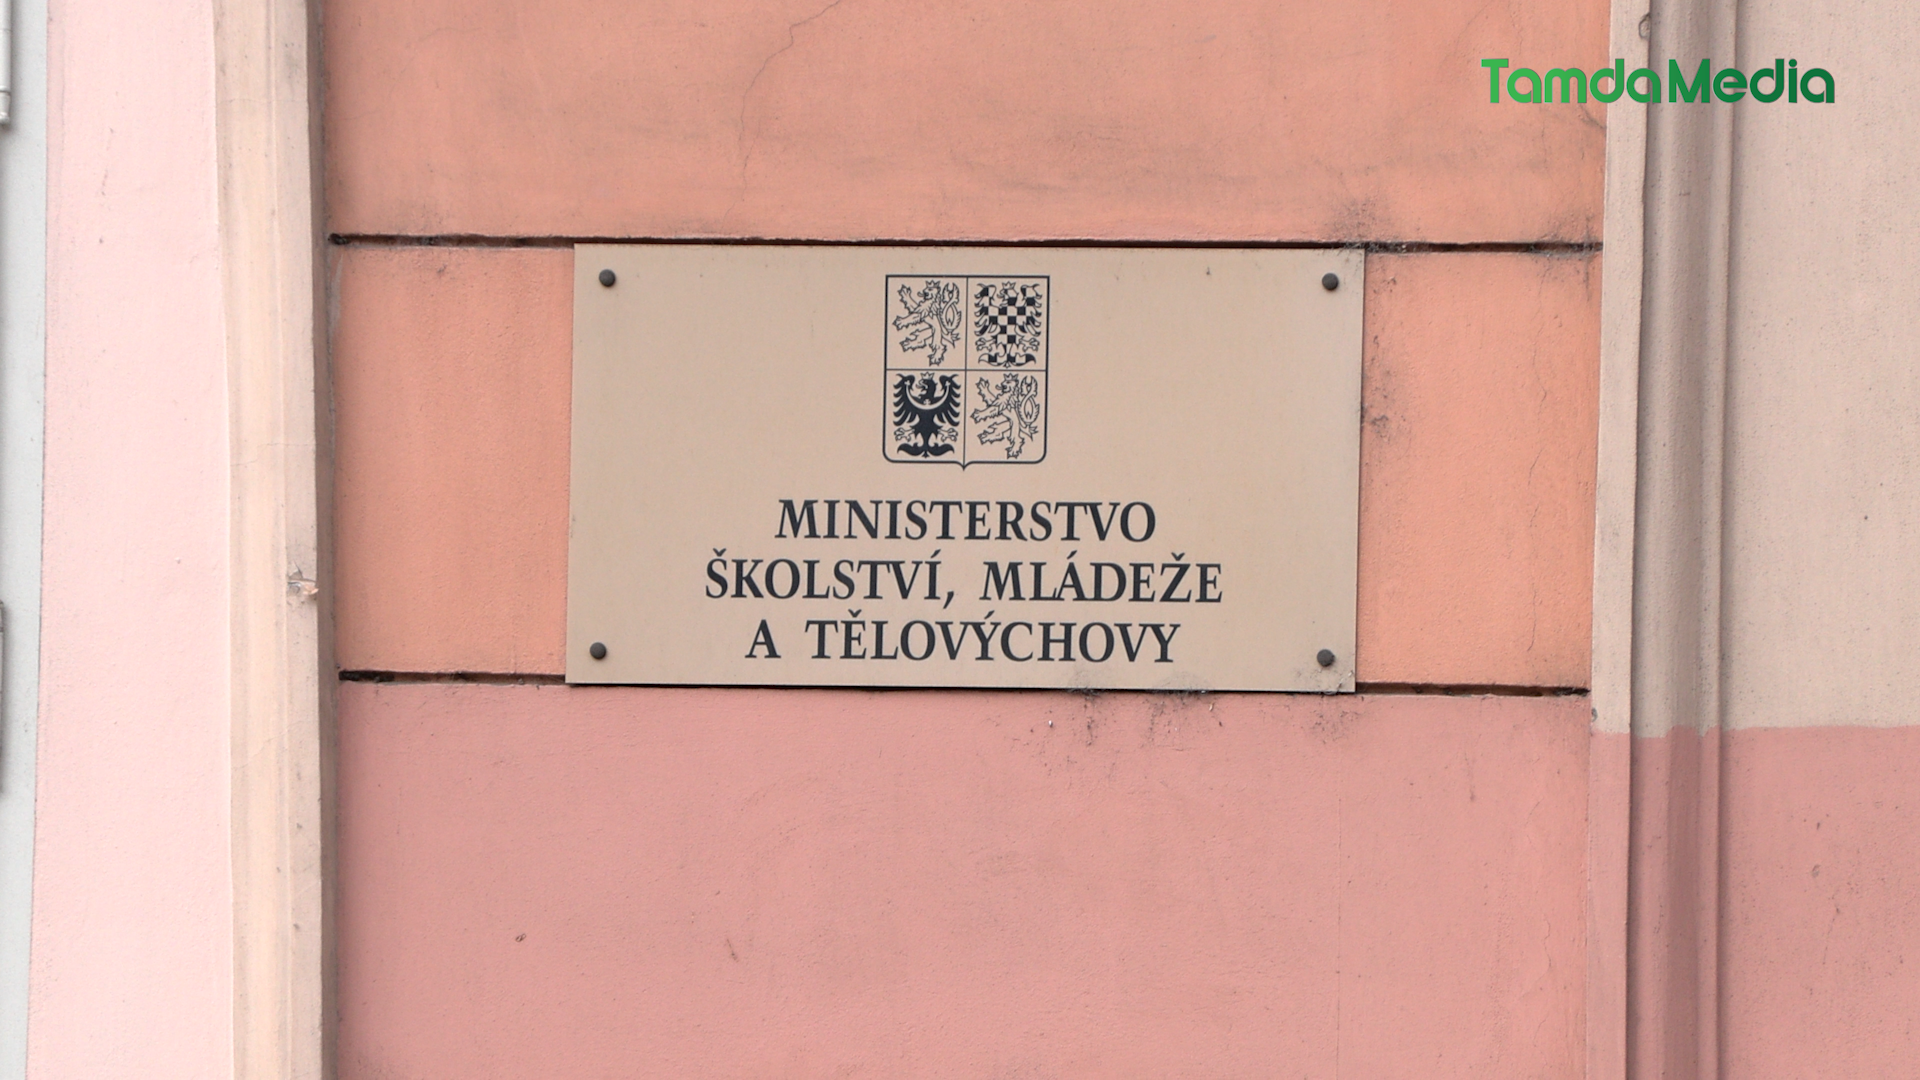 TamdaMedia
MINISTERSTVO
ŠKOLSTVÍ, MLÁDEŽE
A TĚLOVÝCHOVY